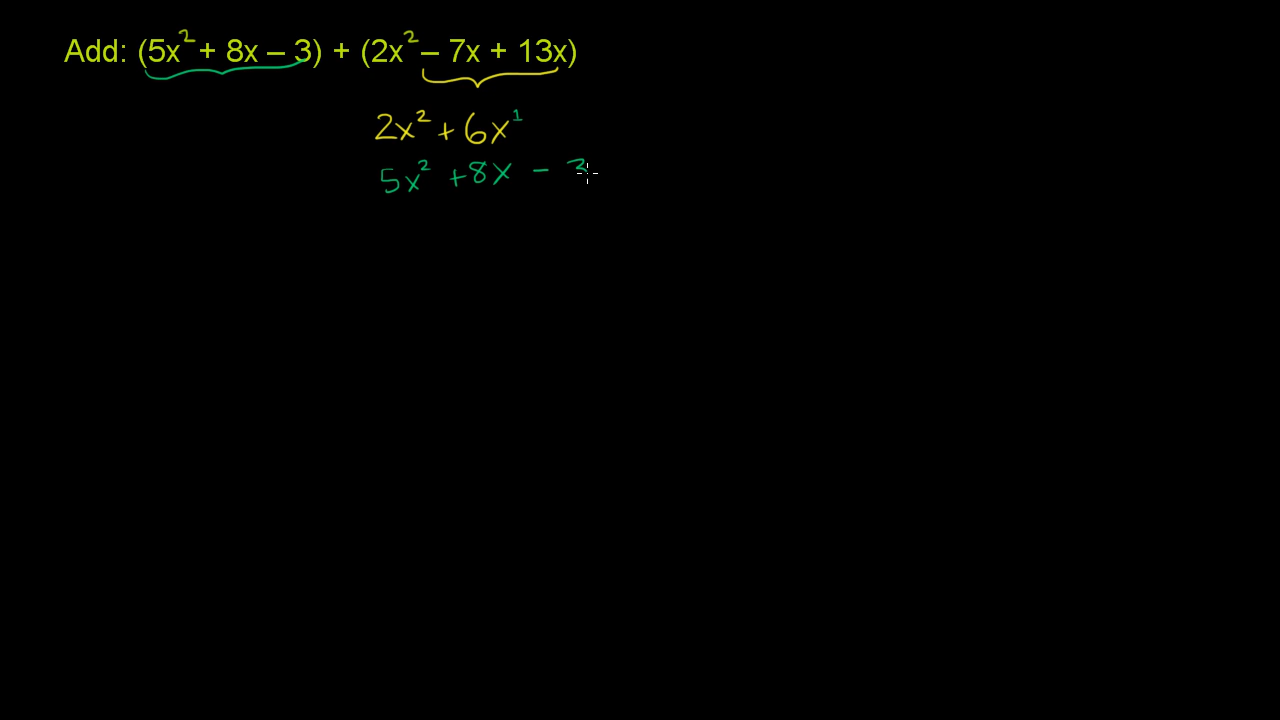 Add: (5x² + 8x – 3) + (2x² – 7x + 13x)
2x² + 6x¹
5x² + 8x - 3